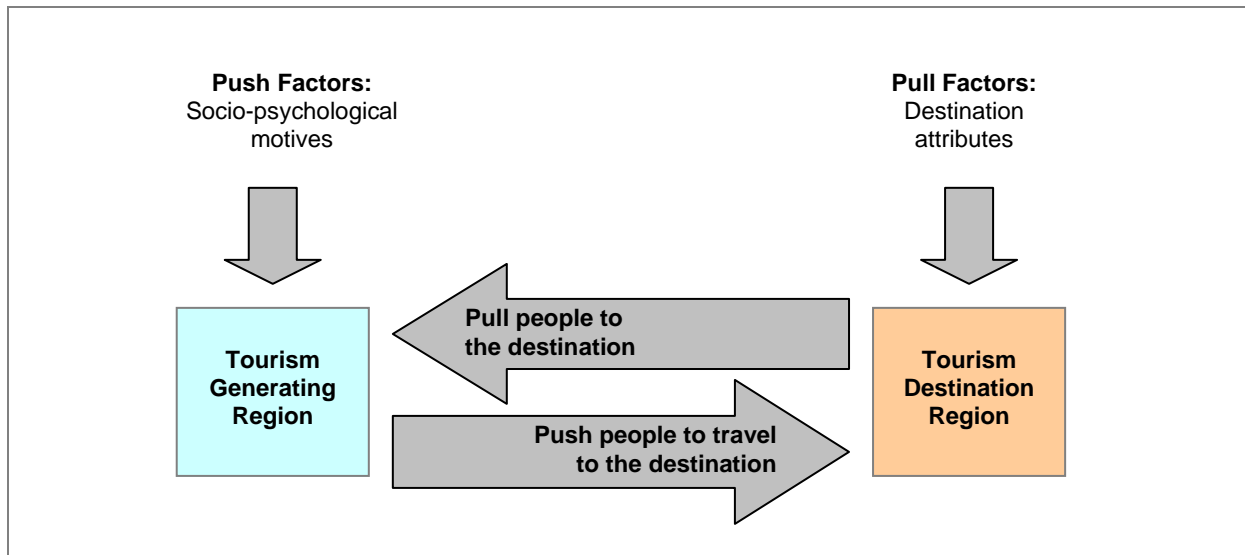 Push Factors:
Socio-psychological
motives
Pull Factors:
Destination
attributes
Pull people to
the destination
Tourism
Generating
Region
Tourism
Destination
Region
Push people to travel
to the destination